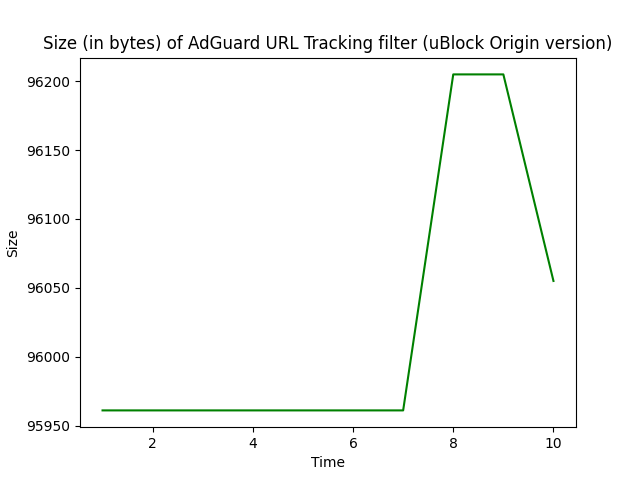 Size (in bytes) of AdGuard URL Tracking filter (uBlock Origin version)
96200
96150
96100
96050
96000
95950
Size
2 4 6 8 10
Time